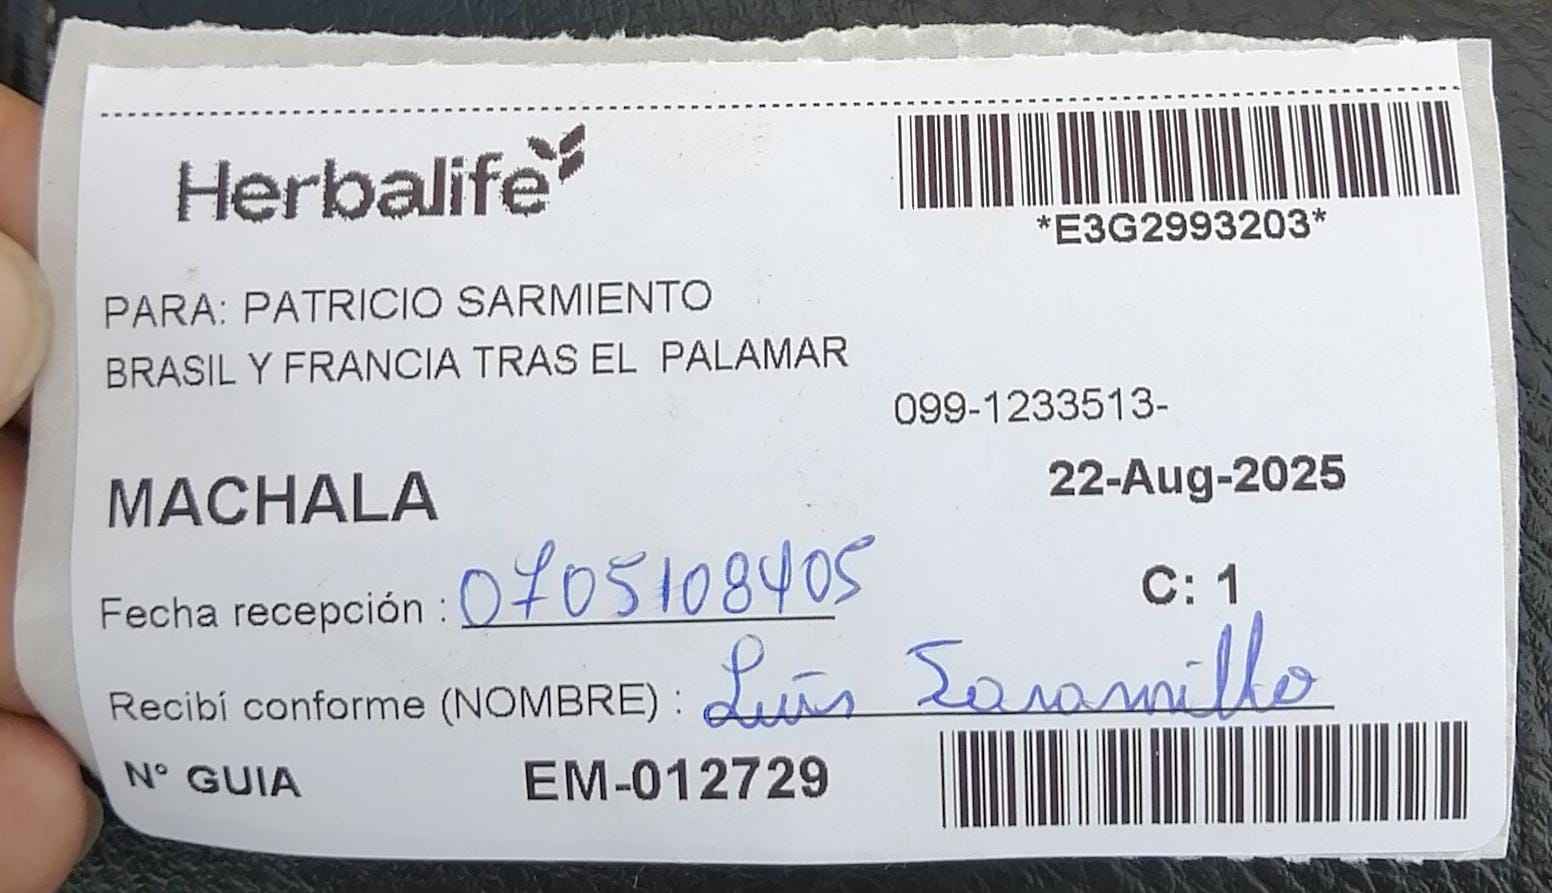 Herbalife
*E3G2993203*
PARA: PATRICIO SARMIENTO
BRASIL Y FRANCIA TRAS EL PALAMAR
099-1233513-
MACHALA
22-Aug-2025
Fecha recepción : 0705108405
C: 1
Recibí conforme (NOMBRE) : Luis Jaramillo
N° GUIA EM-012729